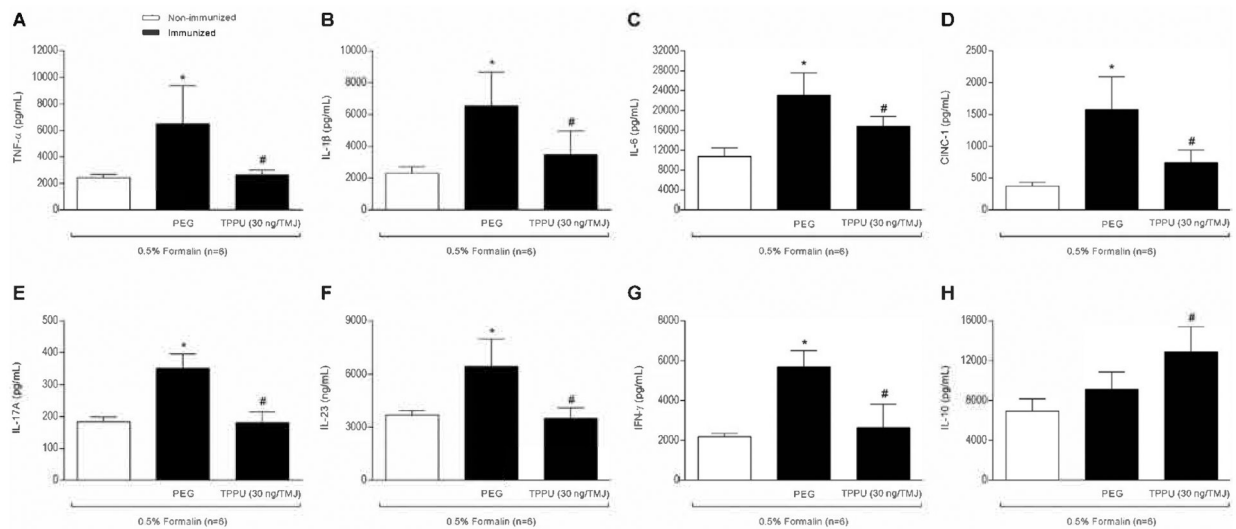 A
Non-immunized
Immunized
TNF-α (pg/mL)
12000
10000
8000
6000
4000
2000
0
*
#
PEG
TPPU (30 ng/TMJ)
0.5% Formalin (n=6)
B
IL-1β (pg/mL)
10000
8000
6000
4000
2000
0
*
#
PEG
TPPU (30 ng/TMJ)
0.5% Formalin (n=6)
C
IL-6 (pg/mL)
32000
28000
24000
20000
16000
12000
8000
4000
0
*
#
PEG
TPPU (30 ng/TMJ)
0.5% Formalin (n=6)
D
CINC-1 (pg/mL)
2500
2000
1500
1000
500
0
*
#
PEG
TPPU (30 ng/TMJ)
0.5% Formalin (n=6)
E
IL-17A (pg/mL)
500
400
300
200
100
0
*
#
PEG
TPPU (30 ng/TMJ)
0.5% Formalin (n=6)
F
IL-23 (ng/mL)
9000
6000
3000
0
*
#
PEG
TPPU (30 ng/TMJ)
0.5% Formalin (n=6)
G
IFN-γ (pg/mL)
8000
6000
4000
2000
0
*
#
PEG
TPPU (30 ng/TMJ)
0.5% Formalin (n=6)
H
IL-10 (pg/mL)
16000
12000
8000
4000
0
#
PEG
TPPU (30 ng/TMJ)
0.5% Formalin (n=6)